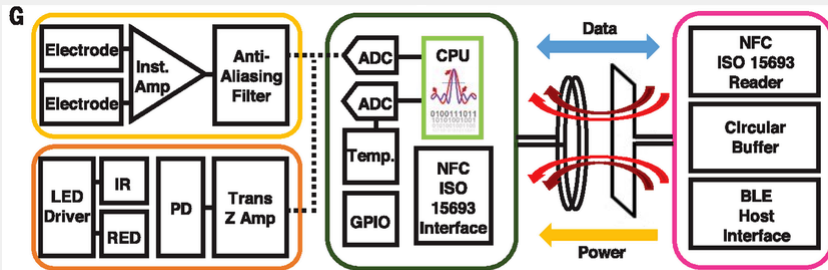 G
Electrode
Electrode
Inst.
Amp
Anti-
Aliasing
Filter
LED
Driver
IR
RED
PD
Trans
Z Amp
ADC
ADC
Temp.
GPIO
CPU
0100111011
10101001001
NFC
ISO
15693
Interface
Data
Power
NFC
ISO 15693
Reader
CIrcular
Buffer
BLE
Host
Interface